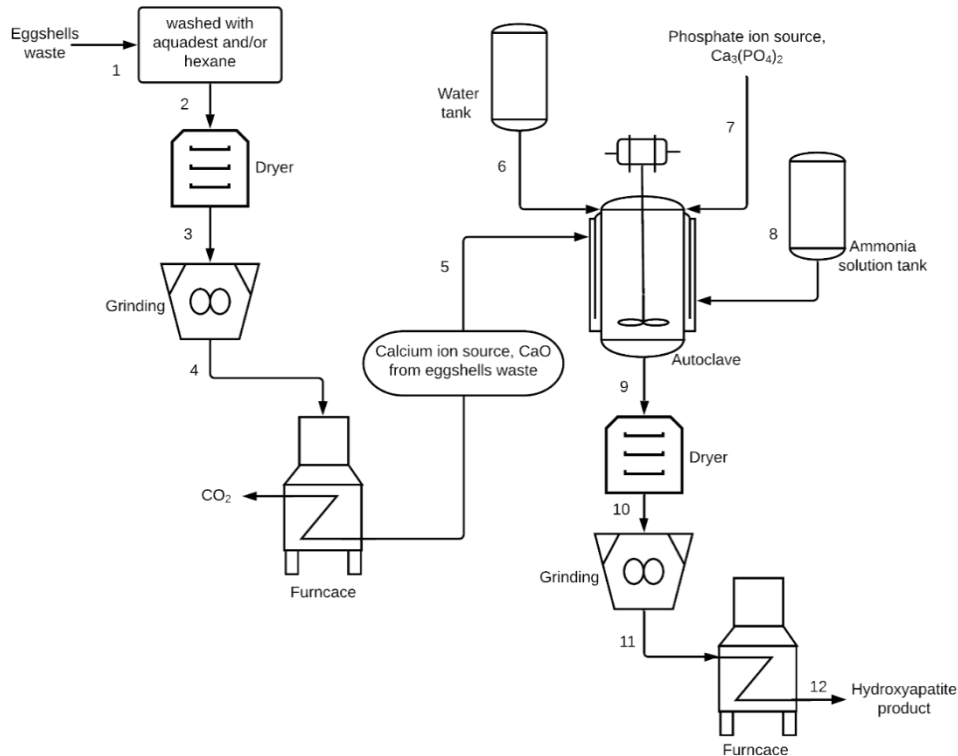 Eggshells
waste
1
washed with
aquadest and/or
hexane
2
Dryer
3
Grinding
4
CO₂
Furncace
Calcium ion source, CaO
from eggshells waste
5
Water
tank
6
Phosphate ion source,
Ca₃(PO₄)₂
7
8
Ammonia
solution tank
Autoclave
9
Dryer
10
Grinding
11
12
Hydroxyapatite
product
Furncace